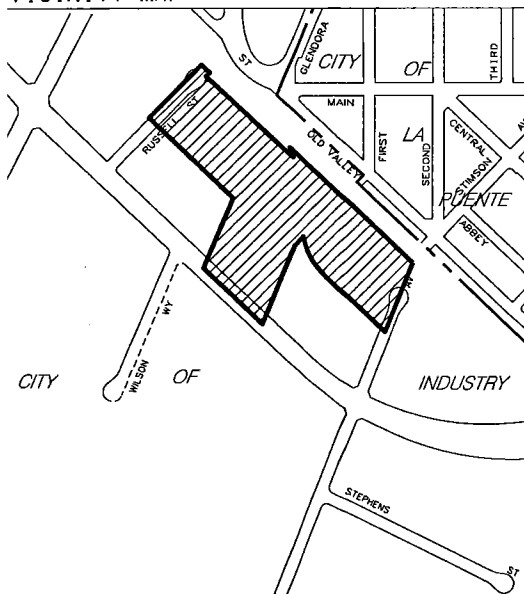 ST
GLENDORA
CITY OF
THIRD
MAIN
RUSSELL ST
OLD VALLEY
FIRST
LA
SECOND
CENTRAL
STIMSON
PUENTE
ABBEY
AV
WILSON WY
CITY OF
INDUSTRY
STEPHENS
ST